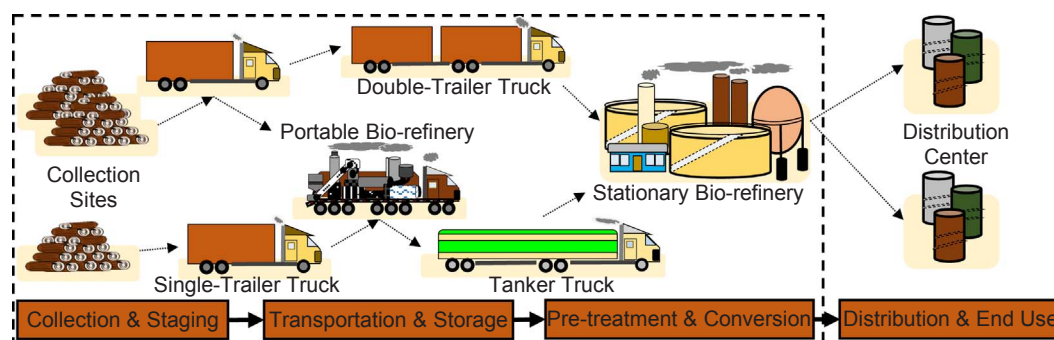 Double-Trailer Truck
Portable Bio-refinery
Collection
Sites
Stationary Bio-refinery
Distribution
Center
Single-Trailer Truck
Tanker Truck
Collection & Staging
Transportation & Storage
Pre-treatment & Conversion
Distribution & End Use